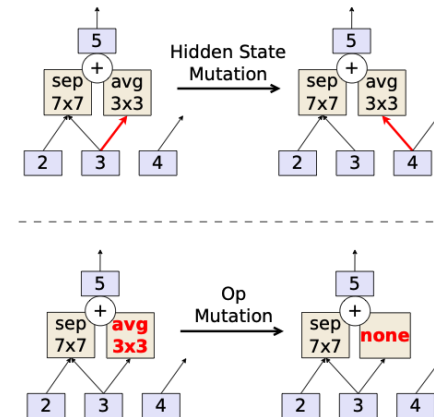 5
5
+
+
Hidden State
Mutation
sep
7x7
avg
3x3
sep
7x7
avg
3x3
2
3
4
2
3
4
5
5
+
+
Op
Mutation
sep
7x7
avg
3x3
sep
7x7
none
2
3
4
2
3
4